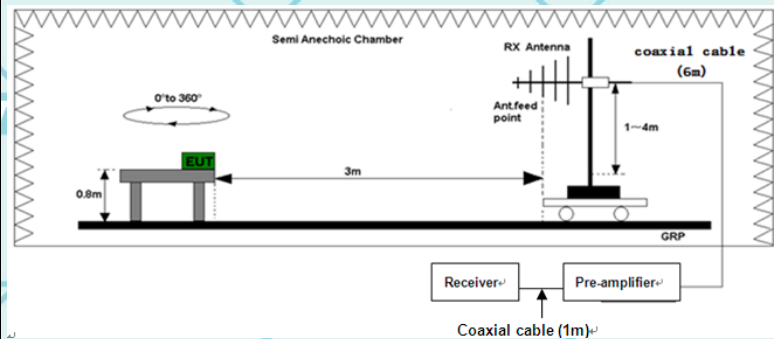 Semi Anechoic Chamber
RX Antenna
coaxial cable
(6m)
0°to 360°
Ant.feed
point
1~4m
EUT
3m
0.8m
GRP
Receiver
Pre-amplifier
Coaxial cable (1m)